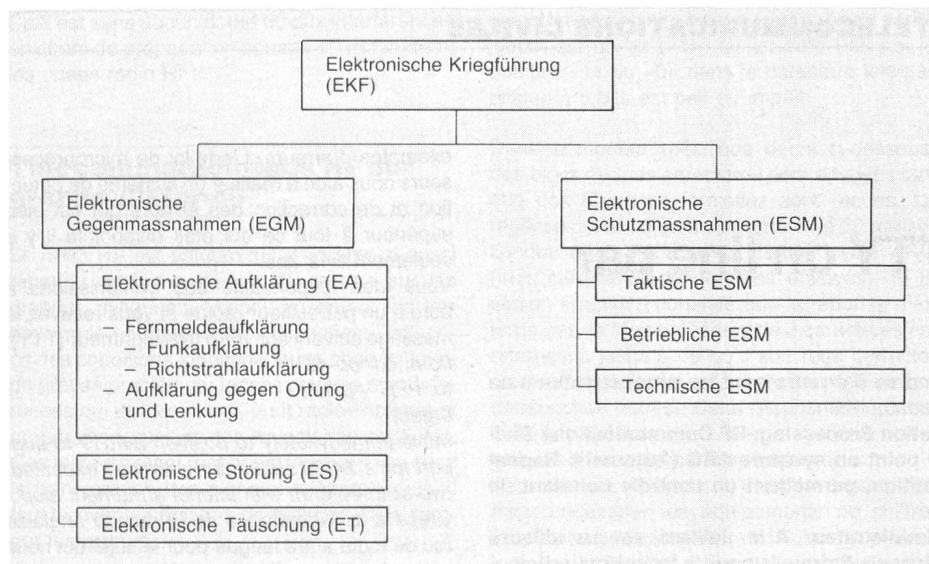 Elektronische Kriegführung
(EKF)
Elektronische
Gegenmassnahmen (EGM)
Elektronische Aufklärung (EA)
– Fernmeldeaufklärung
– Funkaufklärung
– Richtstrahlaufklärung
– Aufklärung gegen Ortung
und Lenkung
Elektronische Störung (ES)
Elektronische Täuschung (ET)
Elektronische
Schutzmassnahmen (ESM)
Taktische ESM
Betriebliche ESM
Technische ESM